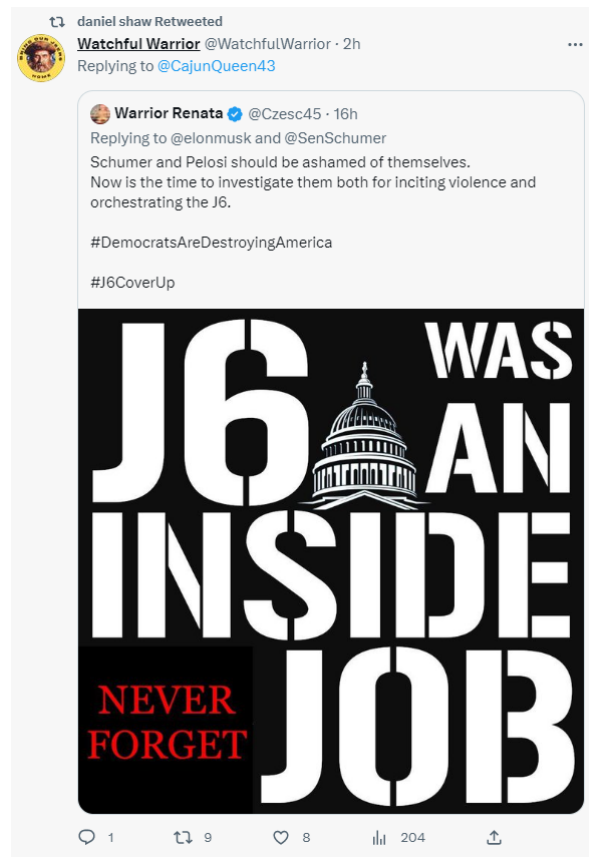 daniel shaw Retweeted
Watchful Warrior @WatchfulWarrior · 2h
Replying to @CajunQueen43
Warrior Renata @Czesc45 · 16h
Replying to @elonmusk and @SenSchumer
Schumer and Pelosi should be ashamed of themselves.
Now is the time to investigate them both for inciting violence and
orchestrating the J6.
#DemocratsAreDestroyingAmerica
#J6CoverUp
J6 WAS
AN
INSIDE
JOB
NEVER
FORGET
1 9 8 204